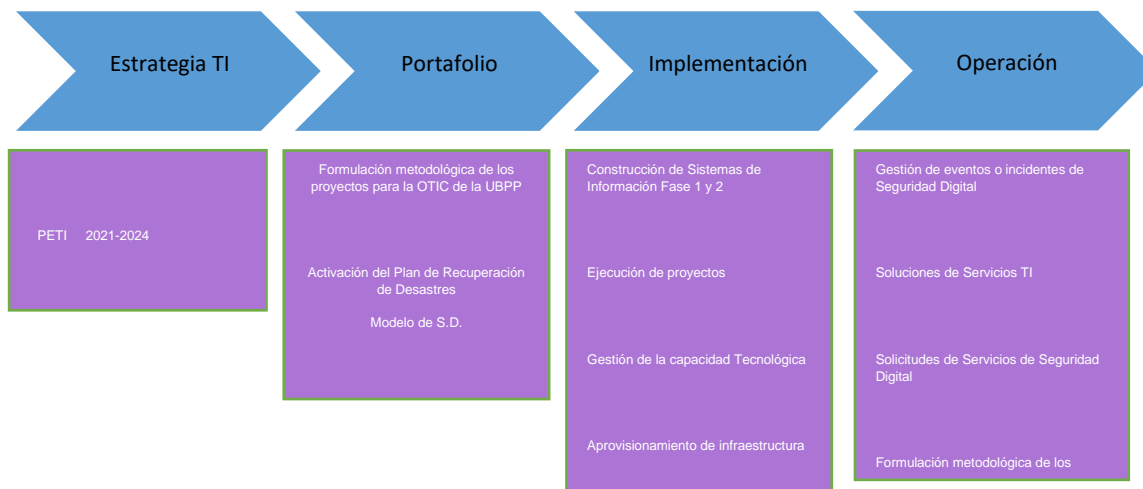 Estrategia TI
Portafolio
Implementación
Operación
PETI 2021-2024
Formulación metodológica de los
proyectos para la OTIC de la UBPP
Activación del Plan de Recuperación
de Desastres
Modelo de S.D.
Construcción de Sistemas de
Información Fase 1 y 2
Ejecución de proyectos
Gestión de la capacidad Tecnológica
Aprovisionamiento de infraestructura
Gestión de eventos o incidentes de
Seguridad Digital
Soluciones de Servicios TI
Solicitudes de Servicios de Seguridad
Digital
Formulación metodológica de los